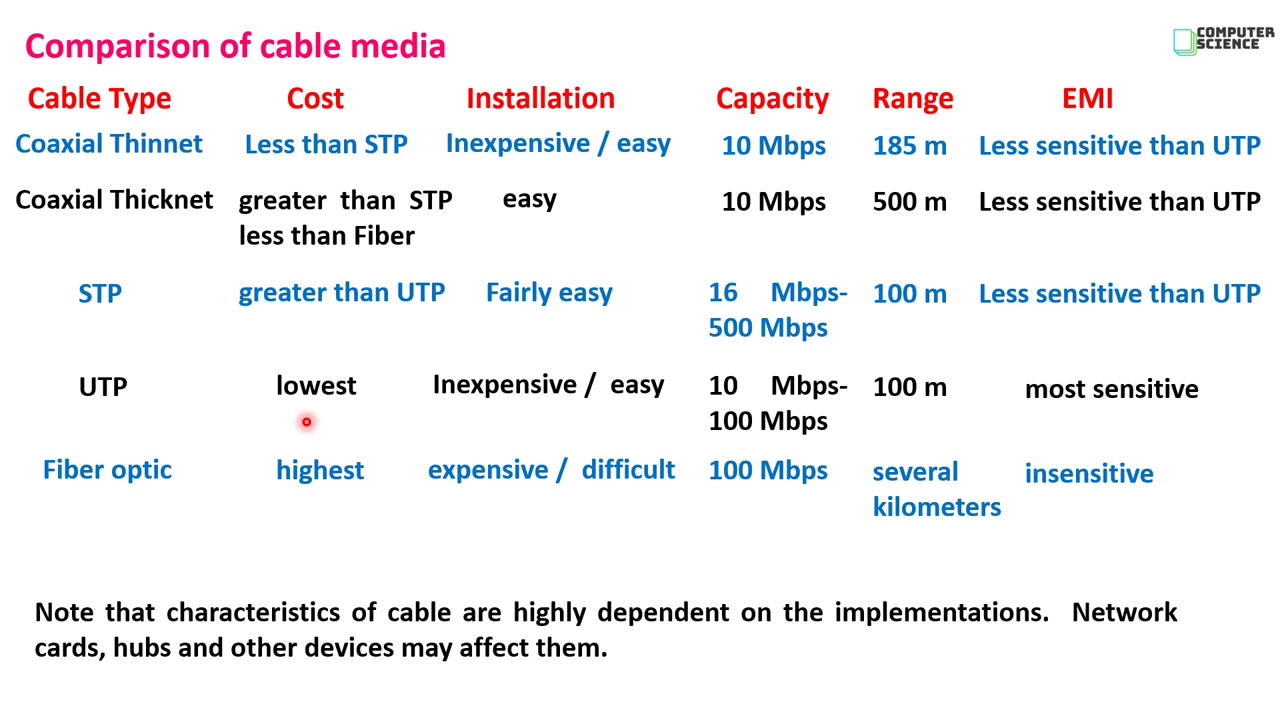 Comparison of cable media
COMPUTER
SCIENCE
Cable Type Cost Installation Capacity Range EMI
Coaxial Thinnet Less than STP Inexpensive / easy 10 Mbps 185 m Less sensitive than UTP
Coaxial Thicknet greater than STP easy 10 Mbps 500 m Less sensitive than UTP
less than Fiber
STP greater than UTP Fairly easy 16 Mbps- 100 m Less sensitive than UTP
500 Mbps
UTP lowest Inexpensive / easy 10 Mbps- 100 m most sensitive
100 Mbps
Fiber optic highest expensive / difficult 100 Mbps several insensitive
kilometers
Note that characteristics of cable are highly dependent on the implementations. Network
cards, hubs and other devices may affect them.